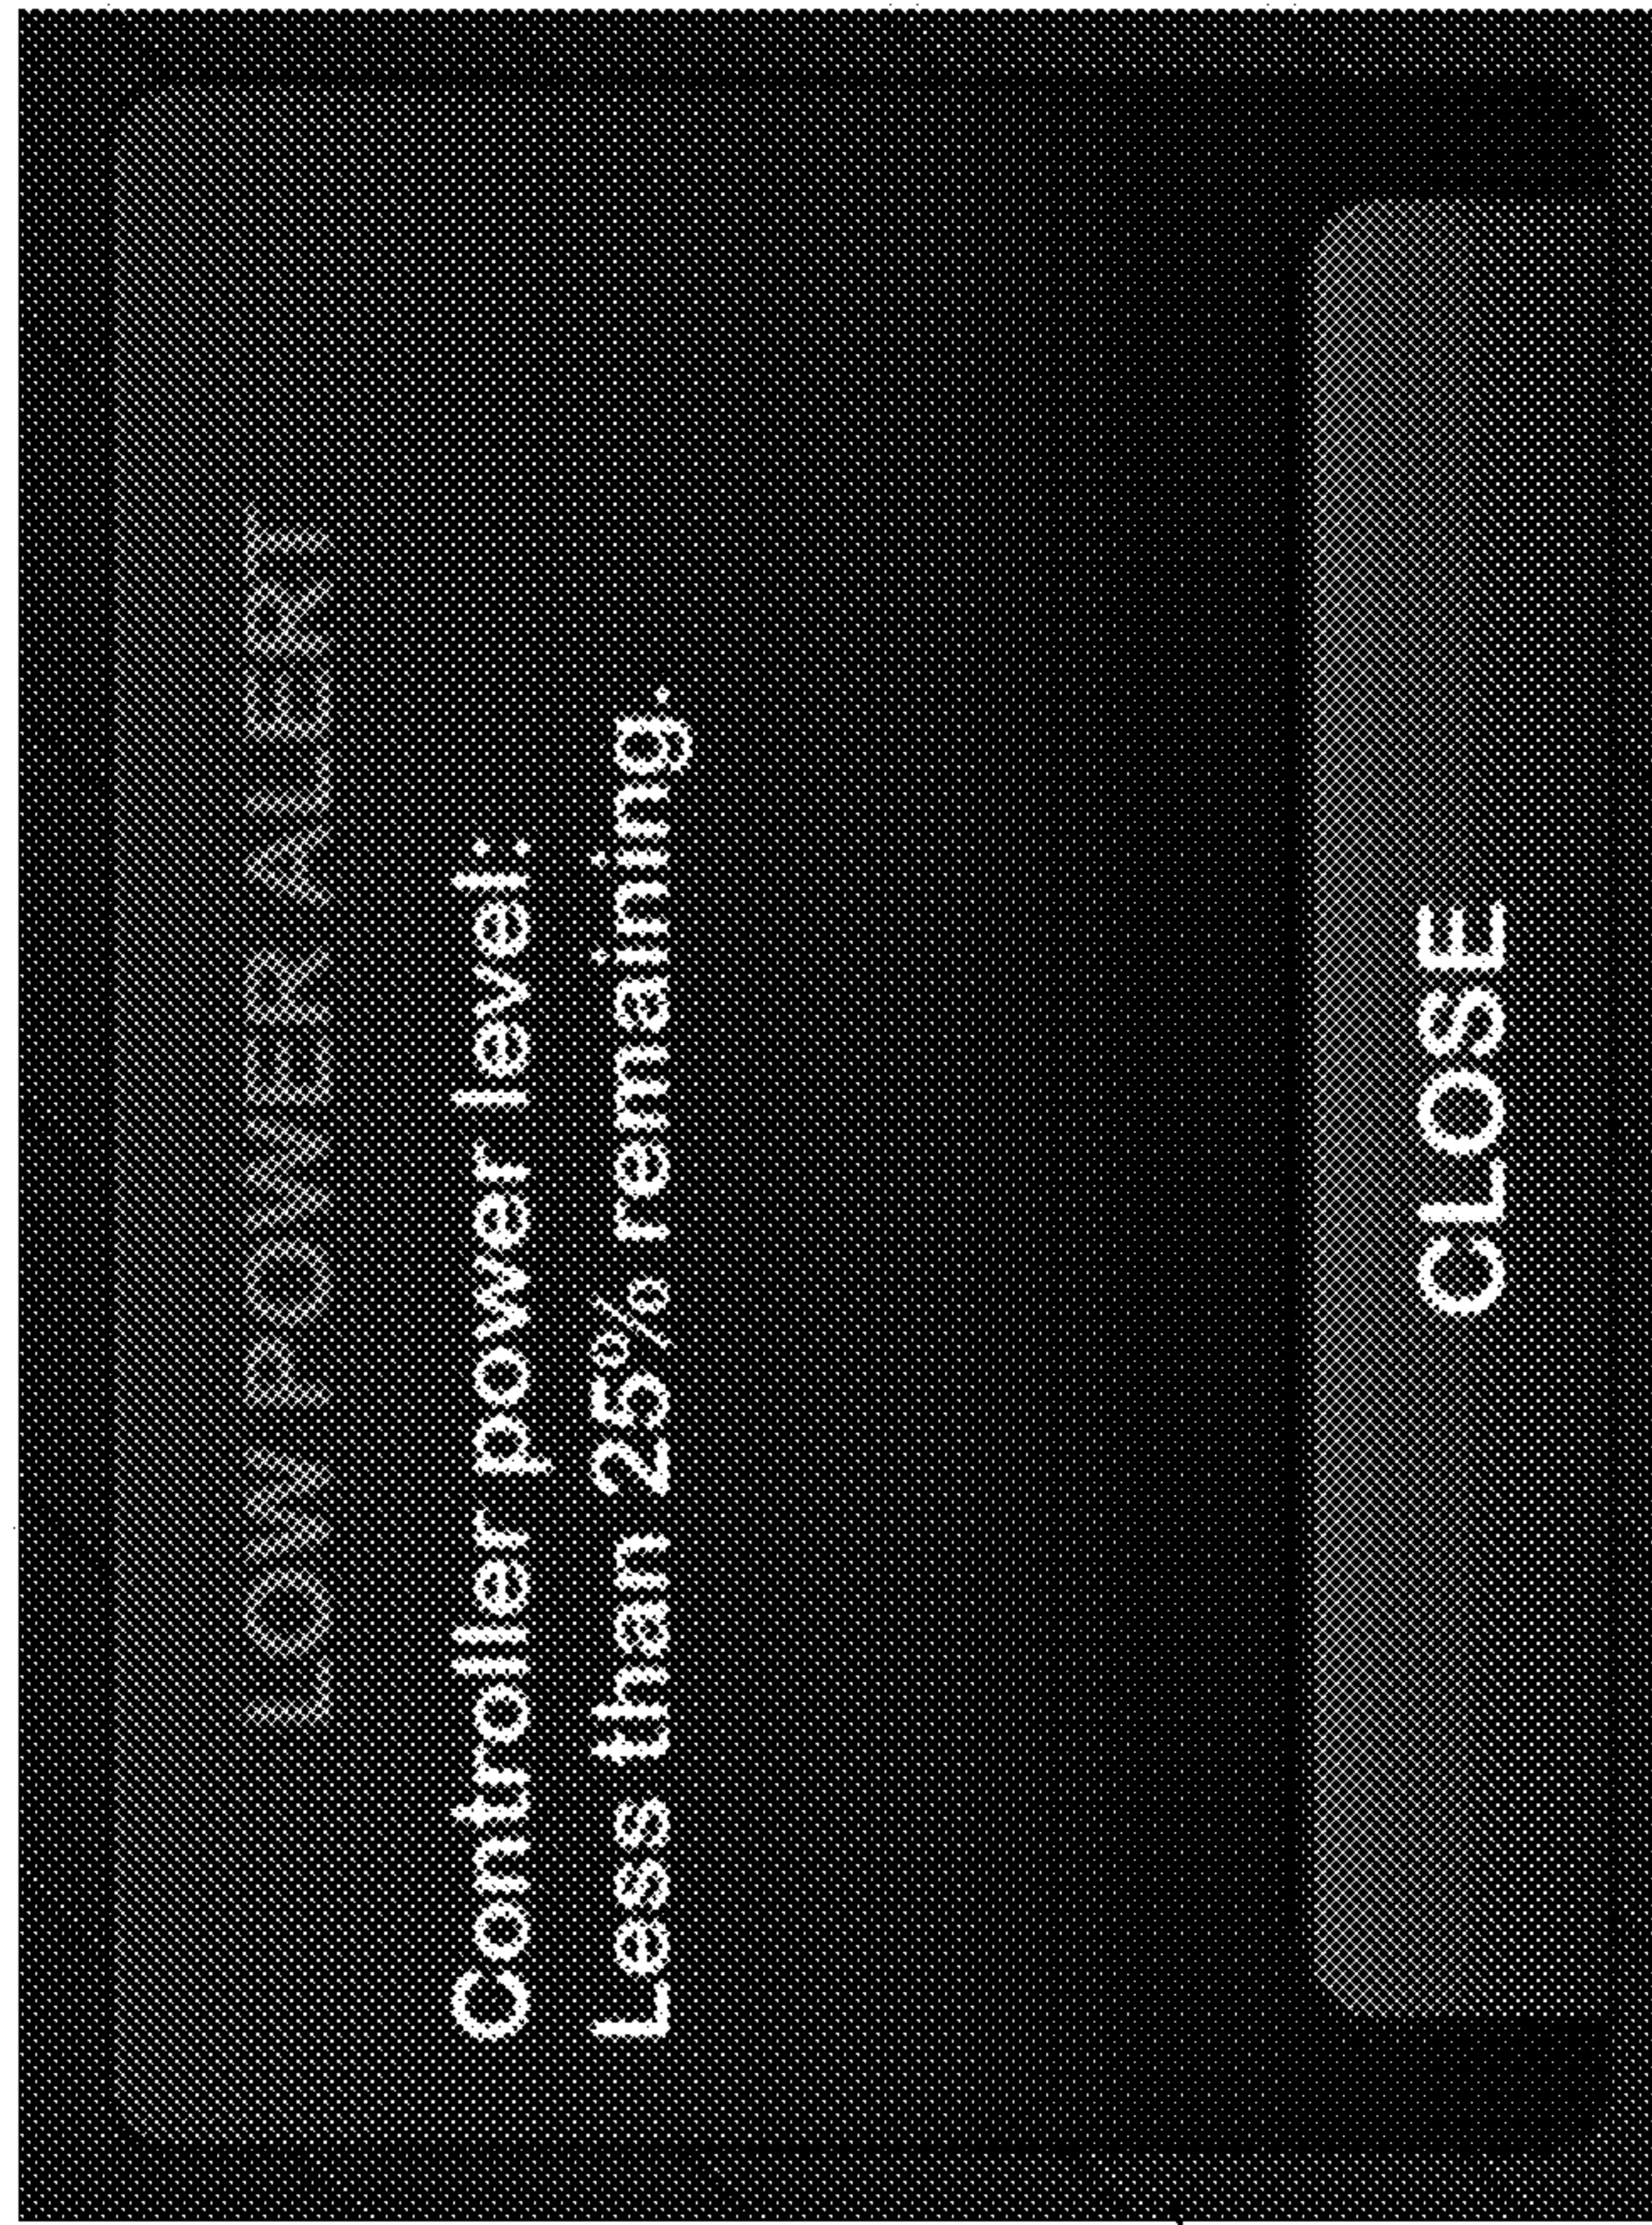 LOW POWER ALERT
Controller power level:
Less than 25% remaining.
CLOSE